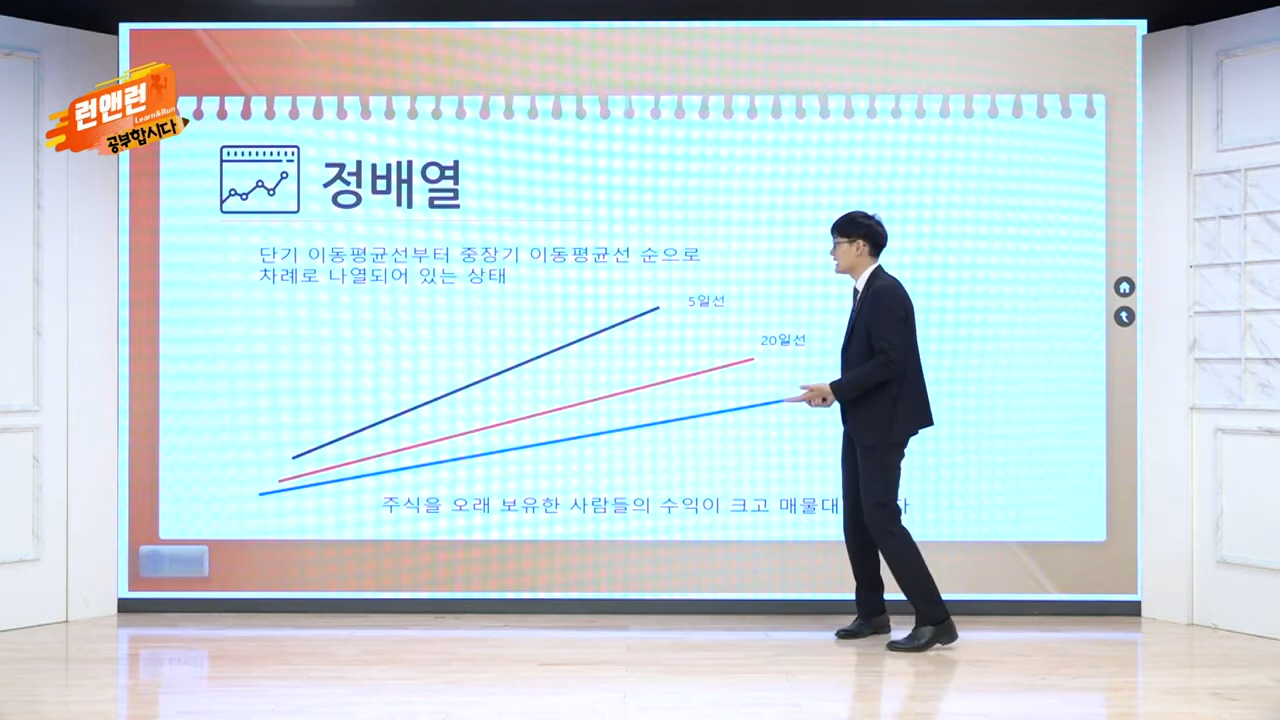 런앤런
Learn&Run
공부합시다
정배열
단기 이동평균선부터 중장기 이동평균선 순으로
차례로 나열되어 있는 상태
5일선
20일선
주식을 오래 보유한 사람들의 수익이 크고 매물대